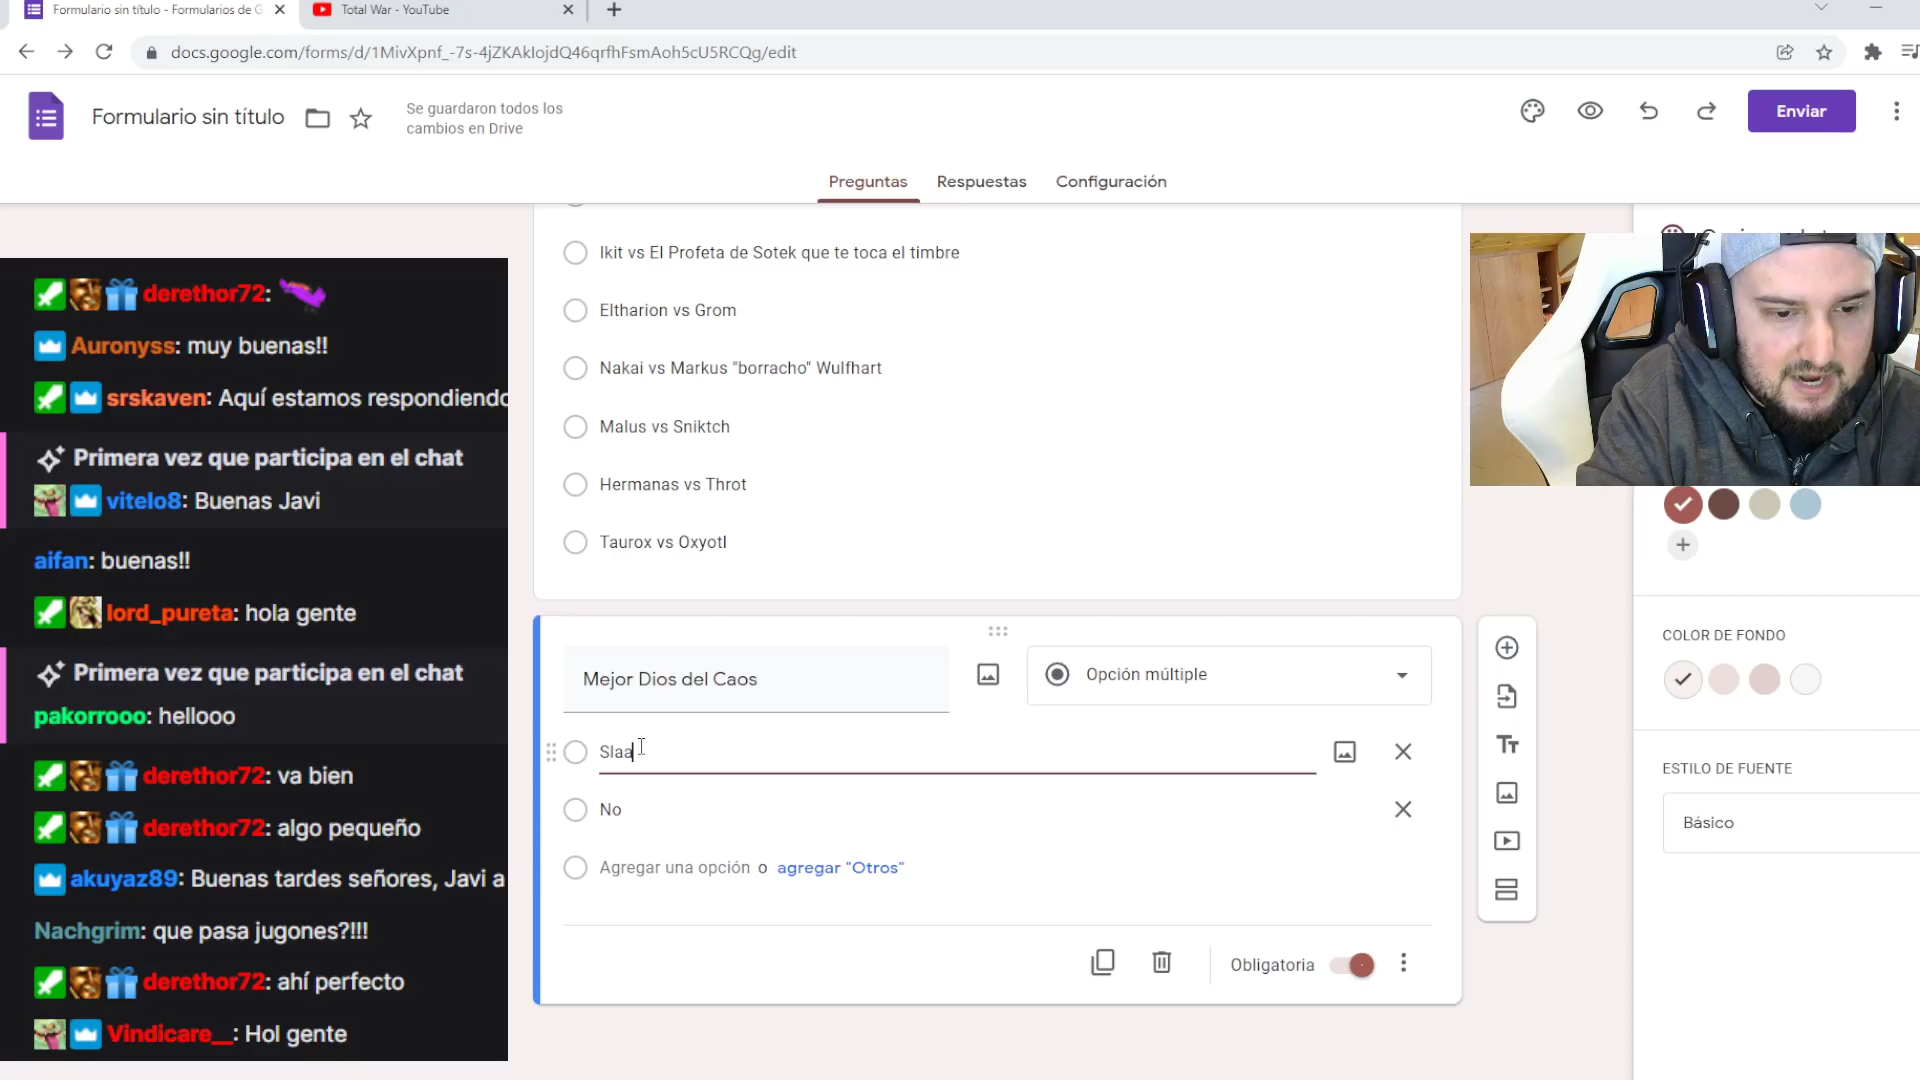 Formulario sin título - Formularios de G
Total War - YouTube
docs.google.com/forms/d/1MivXpnf_-7s-4jZKAkIojdQ46qrfhFsmAoh5cU5RCQg/edit
Formulario sin título
Se guardaron todos los
cambios en Drive
Enviar
Preguntas
Respuestas
Configuración
Ikit vs El Profeta de Sotek que te toca el timbre
Eltharion vs Grom
Nakai vs Markus "borracho" Wulfhart
Malus vs Sniktch
Hermanas vs Throt
Taurox vs Oxyotl
Mejor Dios del Caos
Opción múltiple
Slaa
No
Agregar una opción o agregar "Otros"
Obligatoria
derethor72:
Auronyss: muy buenas!!
srskaven: Aquí estamos respondiendo
Primera vez que participa en el chat
vitelo8: Buenas Javi
aifan: buenas!!
lord_pureta: hola gente
Primera vez que participa en el chat
pakorrooo: hellooo
derethor72: va bien
derethor72: algo pequeño
akuyaz89: Buenas tardes señores, Javi a
Nachgrim: que pasa jugones?!!!
derethor72: ahí perfecto
Vindicare__: Hol gente
COLOR DE FONDO
ESTILO DE FUENTE
Básico